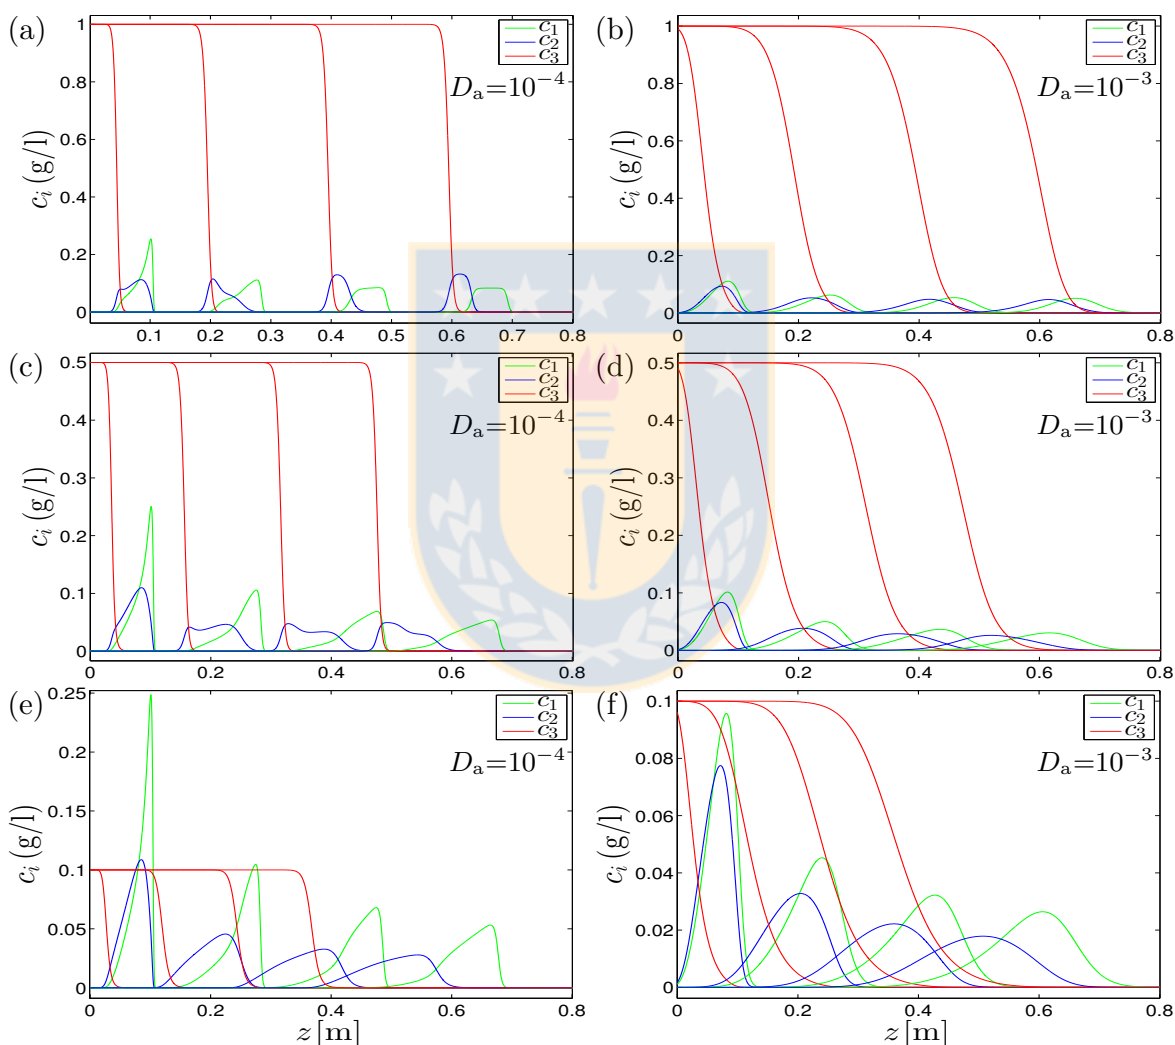 (a)
1
0.8
0.6
0.4
0.2
0
c_i (g/l)
c_1
c_2
c_3
D_a=10^{-4}
0.1 0.2 0.3 0.4 0.5 0.6 0.7 0.8
(b)
1
0.8
0.6
0.4
0.2
0
c_i (g/l)
c_1
c_2
c_3
D_a=10^{-3}
0 0.2 0.4 0.6 0.8
(c)
0.5
0.4
0.3
0.2
0.1
0
c_i (g/l)
c_1
c_2
c_3
D_a=10^{-4}
0 0.2 0.4 0.6 0.8
(d)
0.5
0.4
0.3
0.2
0.1
0
c_i (g/l)
c_1
c_2
c_3
D_a=10^{-3}
0 0.2 0.4 0.6 0.8
(e)
0.25
0.2
0.15
0.1
0.05
0
c_i (g/l)
c_1
c_2
c_3
D_a=10^{-4}
0 0.2 0.4 0.6 0.8
z [m]
(f)
0.1
0.08
0.06
0.04
0.02
0
c_i (g/l)
c_1
c_2
c_3
D_a=10^{-3}
0 0.2 0.4 0.6 0.8
z [m]